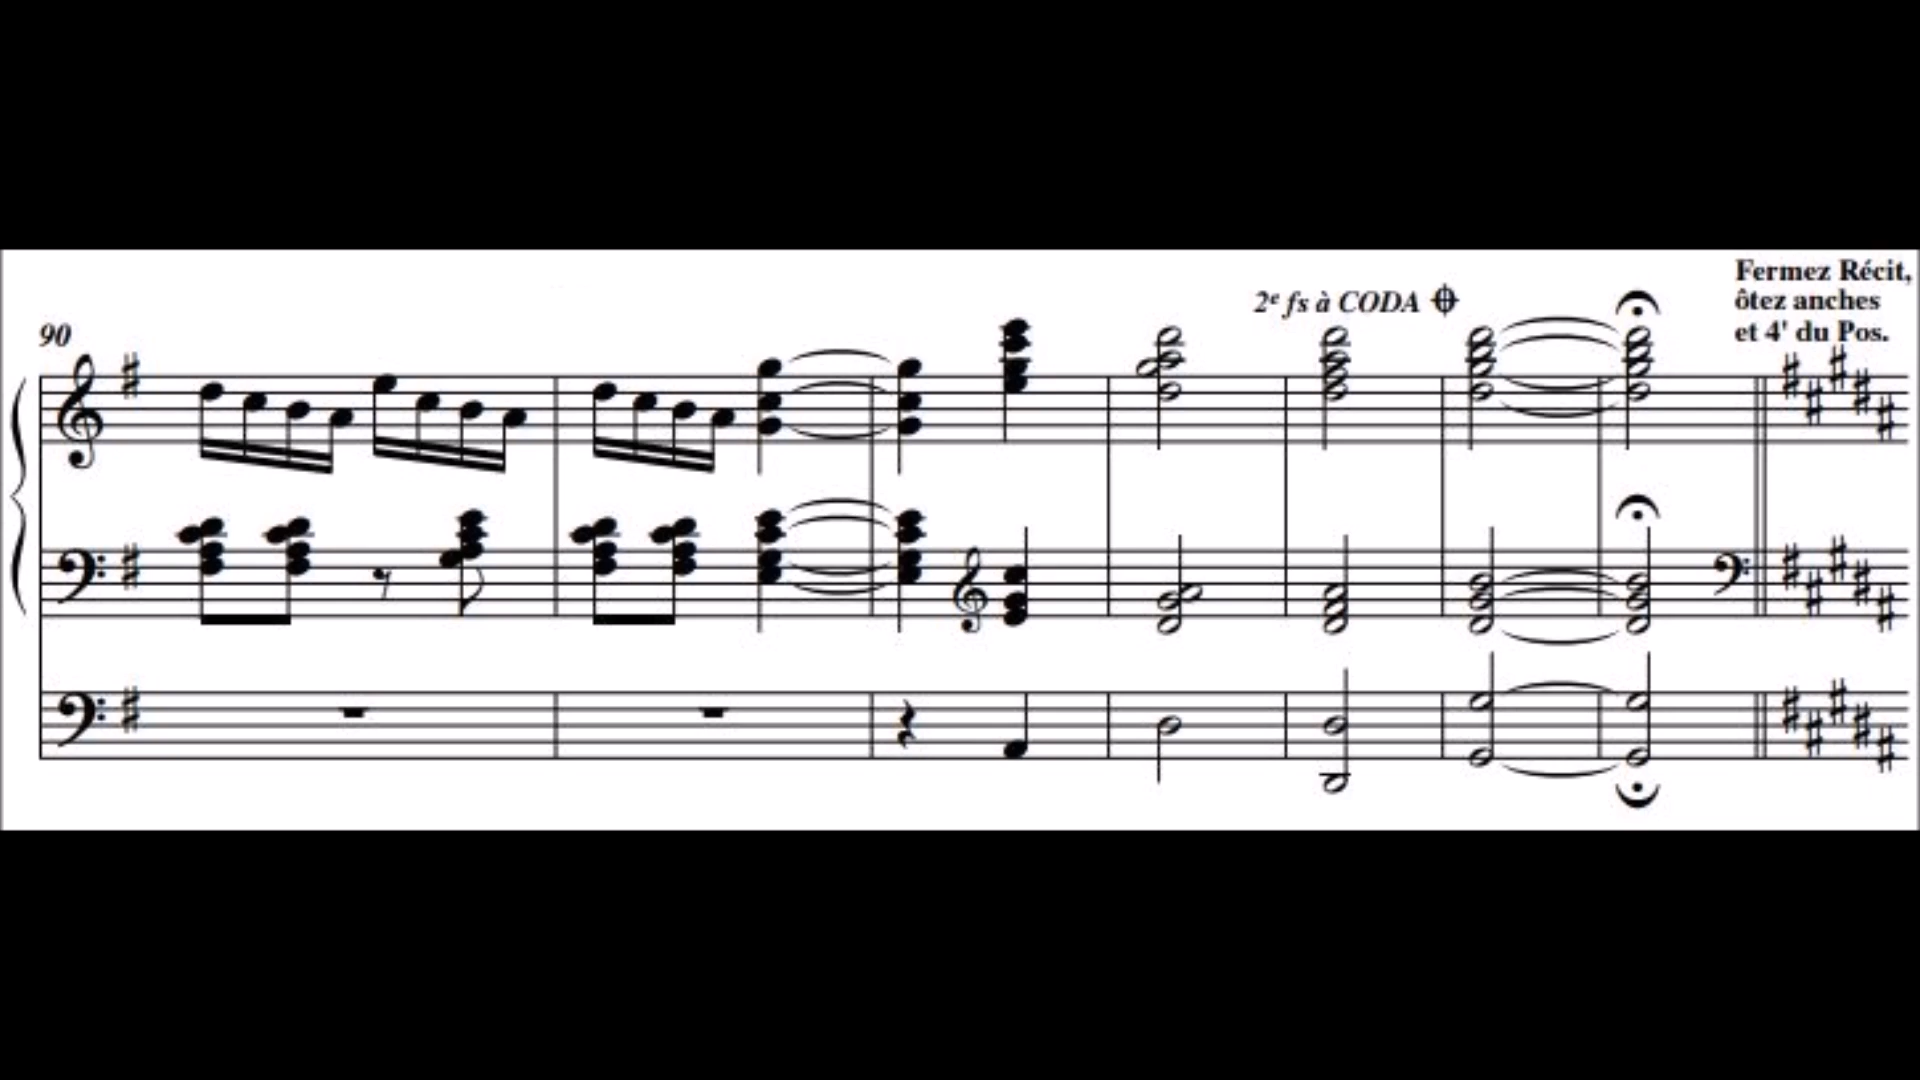 Fermez Récit,
ôtez anches
et 4' du Pos.
2e fs à CODA
90